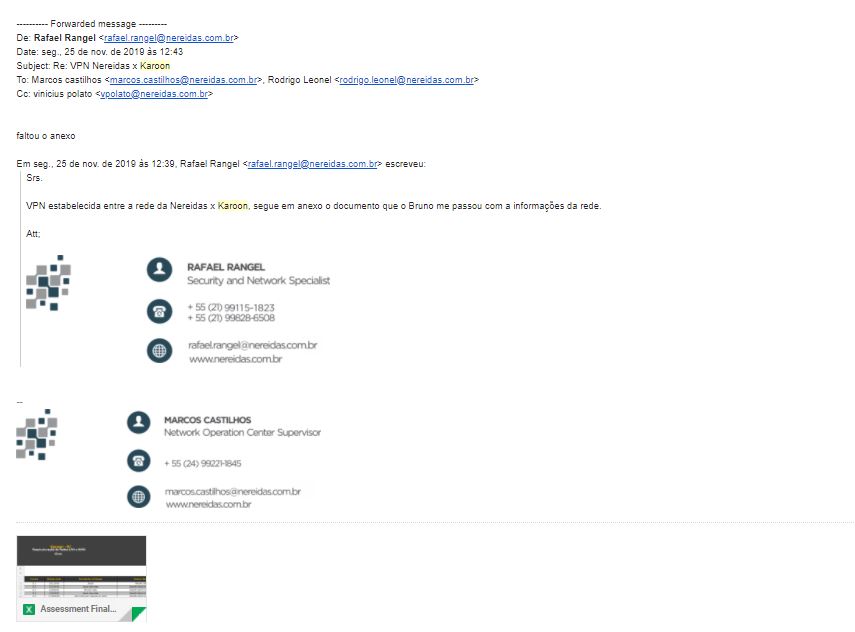 ---------- Forwarded message ---------
De: Rafael Rangel <rafael.rangel@nereidas.com.br>
Date: seg., 25 de nov. de 2019 às 12:43
Subject: Re: VPN Nereidas x Karoon
To: Marcos castilhos <marcos.castilhos@nereidas.com.br>, Rodrigo Leonel <rodrigo.leonel@nereidas.com.br>
Cc: vinicius polato <vpolato@nereidas.com.br>
faltou o anexo
Em seg., 25 de nov. de 2019 às 12:39, Rafael Rangel <rafael.rangel@nereidas.com.br> escreveu:
Srs.
VPN estabelecida entre a rede da Nereidas x Karoon, segue em anexo o documento que o Bruno me passou com a informações da rede.
Att;
RAFAEL RANGEL
Security and Network Specialist
+ 55 (21) 99115-1823
+ 55 (21) 99828-6508
rafael.rangel@nereidas.com.br
www.nereidas.com.br
--
MARCOS CASTILHOS
Network Operation Center Supervisor
+ 55 (24) 99221-1845
marcos.castilhos@nereidas.com.br
www.nereidas.com.br
X Assessment Final...